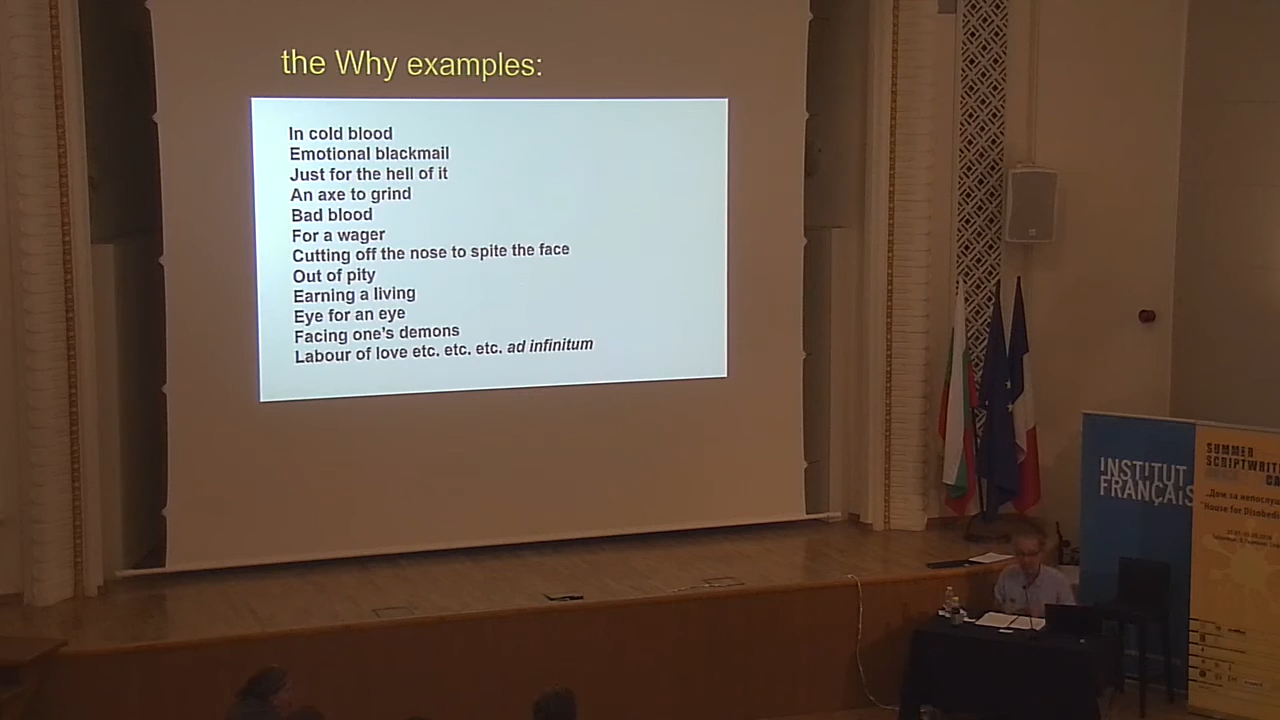 the Why examples:
In cold blood
Emotional blackmail
Just for the hell of it
An axe to grind
Bad blood
For a wager
Cutting off the nose to spite the face
Out of pity
Earning a living
Eye for an eye
Facing one's demons
Labour of love etc. etc. etc. ad infinitum
INSTITUT
FRANÇAIS
SUMMER
SCRIPTWRITI
CA
„Дом за непослуш
"House for Disobedi